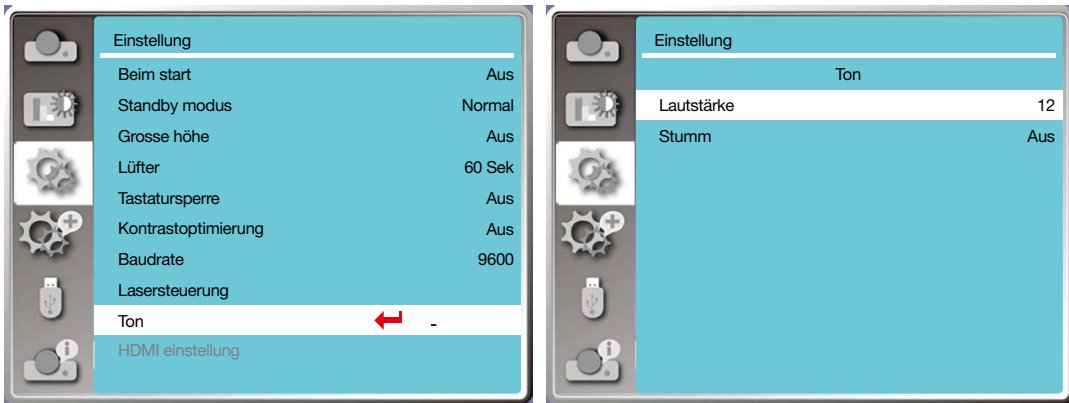 Einstellung
Beim start Aus
Standby modus Normal
Grosse höhe Aus
Lüfter 60 Sek
Tastatursperre Aus
Kontrastoptimierung Aus
Baudrate 9600
Lasersteuerung
Ton -
HDMI einstellung
Einstellung
Ton
Lautstärke 12
Stumm Aus